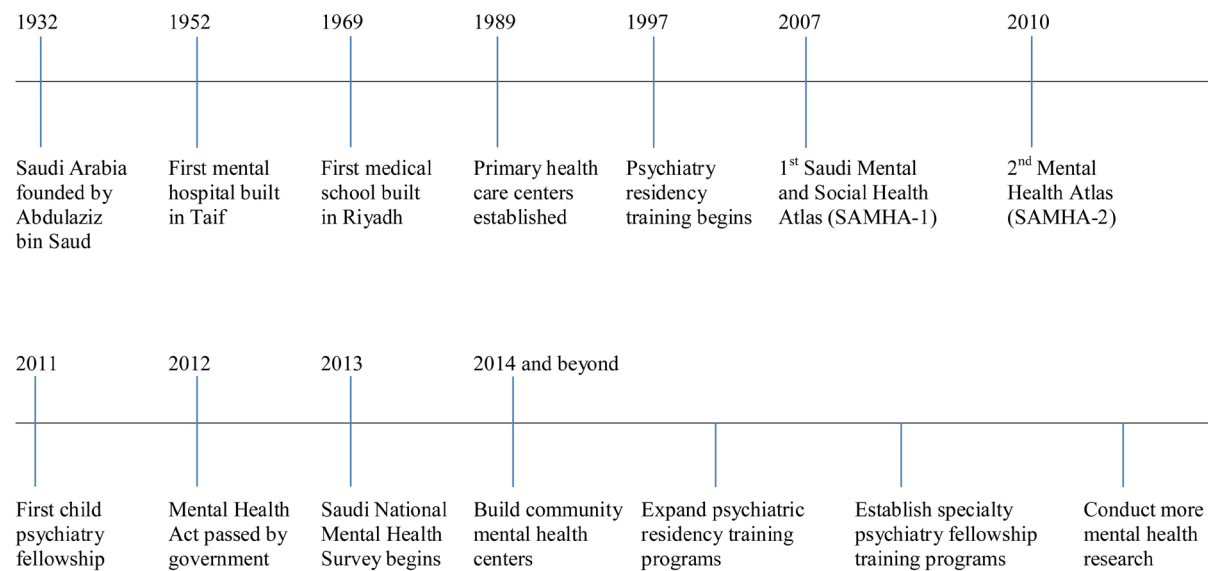 1932
1952
1969
1989
1997
2007
2010
Saudi Arabia
founded by
Abdulaziz
bin Saud
First mental
hospital built
in Taif
First medical
school built
in Riyadh
Primary health
care centers
established
Psychiatry
residency
training begins
1st Saudi Mental
and Social Health
Atlas (SAMHA-1)
2nd Mental
Health Atlas
(SAMHA-2)
2011
2012
2013
2014 and beyond
First child
psychiatry
fellowship
Mental Health
Act passed by
government
Saudi National
Mental Health
Survey begins
Build community
mental health
centers
Expand psychiatric
residency training
programs
Establish specialty
psychiatry fellowship
training programs
Conduct more
mental health
research